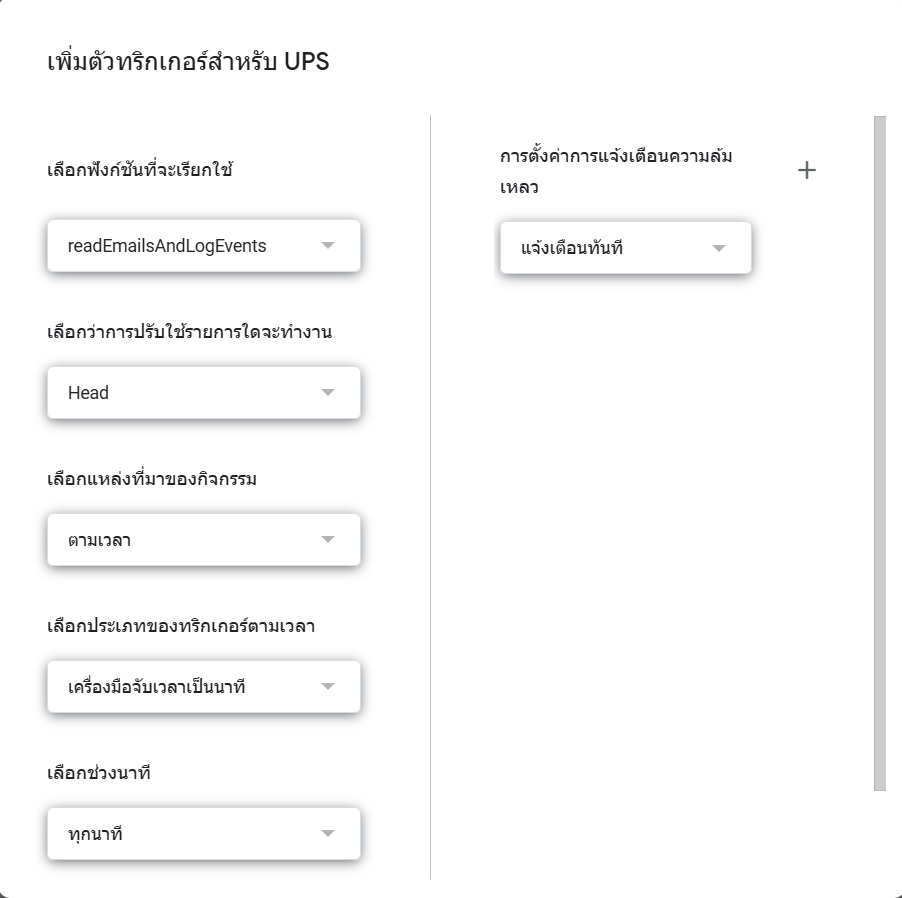 เพิ่มตัวทริกเกอร์สำหรับ UPS
เลือกฟังก์ชันที่จะเรียกใช้
readEmailsAndLogEvents
เลือกว่าการปรับใช้รายการใดจะทำงาน
Head
เลือกแหล่งที่มาของกิจกรรม
ตามเวลา
เลือกประเภทของทริกเกอร์ตามเวลา
เครื่องมือจับเวลาเป็นนาที
เลือกช่วงนาที
ทุกนาที
การตั้งค่าการแจ้งเตือนความล้ม
เหลว
แจ้งเตือนทันที